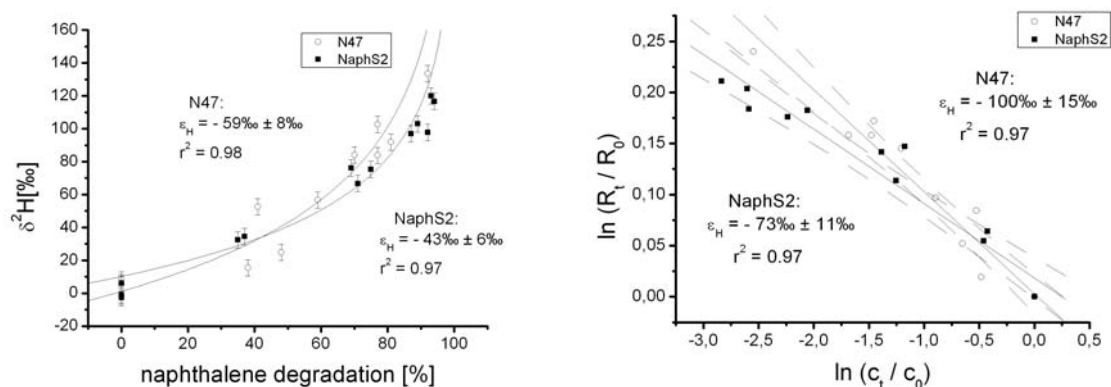 160
140
120
100
80
60
40
20
0
-20
δ²H[‰]
N47
NaphS2
N47:
ε_H = - 59‰ ± 8‰
r² = 0.98
NaphS2:
ε_H = - 43‰ ± 6‰
r² = 0.97
0 20 40 60 80 100
naphthalene degradation [%]
0,25
0,20
0,15
0,10
0,05
0,00
ln (R_t / R_0)
N47
NaphS2
N47:
ε_H = - 100‰ ± 15‰
r² = 0.97
NaphS2:
ε_H = - 73‰ ± 11‰
r² = 0.97
-3,0 -2,5 -2,0 -1,5 -1,0 -0,5 0,0 0,5
ln (c_t / c_0)